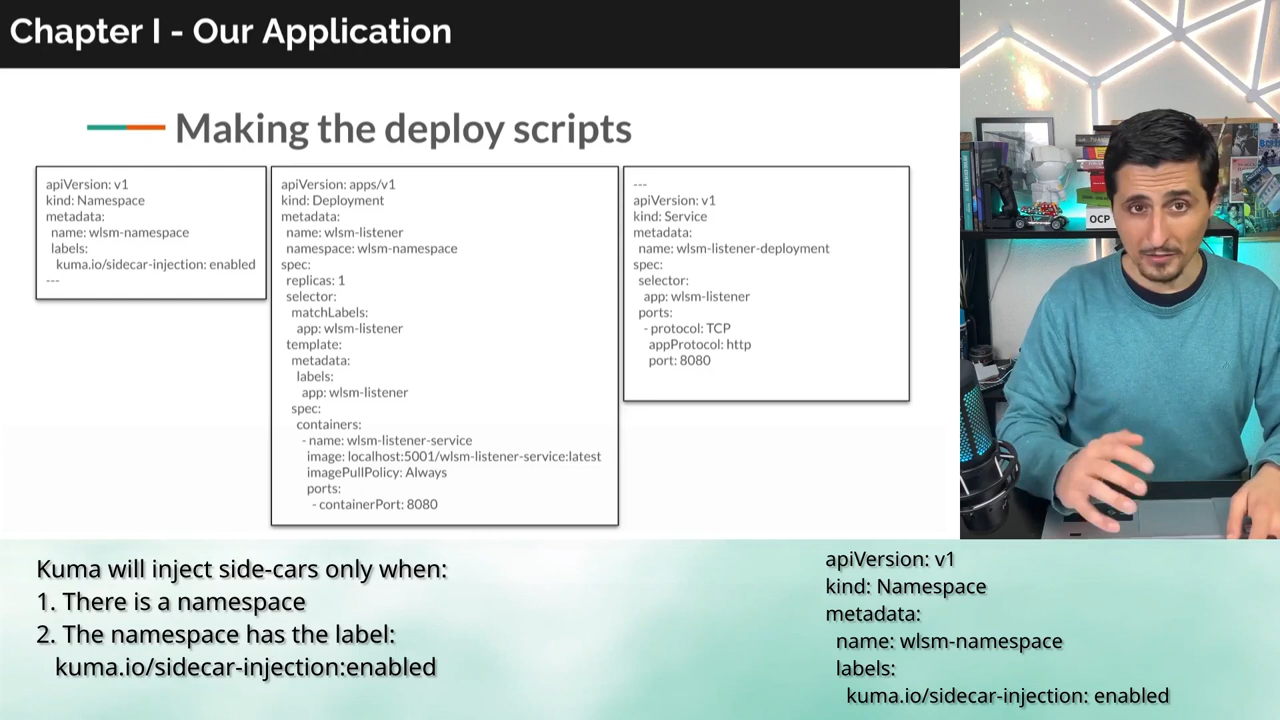 Chapter I - Our Application
Making the deploy scripts
apiVersion: v1
kind: Namespace
metadata:
name: wlsm-namespace
labels:
kuma.io/sidecar-injection: enabled
---
apiVersion: apps/v1
kind: Deployment
metadata:
name: wlsm-listener
namespace: wlsm-namespace
spec:
replicas: 1
selector:
matchLabels:
app: wlsm-listener
template:
metadata:
labels:
app: wlsm-listener
spec:
containers:
- name: wlsm-listener-service
image: localhost:5001/wlsm-listener-service:latest
imagePullPolicy: Always
ports:
- containerPort: 8080
---
apiVersion: v1
kind: Service
metadata:
name: wlsm-listener-deployment
spec:
selector:
app: wlsm-listener
ports:
- protocol: TCP
appProtocol: http
port: 8080
OCP
Kuma will inject side-cars only when:
1. There is a namespace
2. The namespace has the label:
kuma.io/sidecar-injection:enabled
apiVersion: v1
kind: Namespace
metadata:
name: wlsm-namespace
labels:
kuma.io/sidecar-injection: enabled